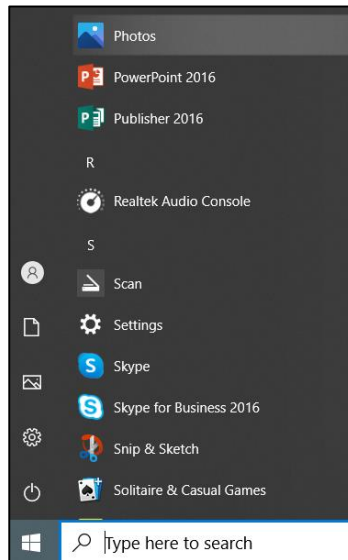 Photos
PowerPoint 2016
Publisher 2016
R
Realtek Audio Console
S
Scan
Settings
Skype
Skype for Business 2016
Snip & Sketch
Solitaire & Casual Games
Type here to search